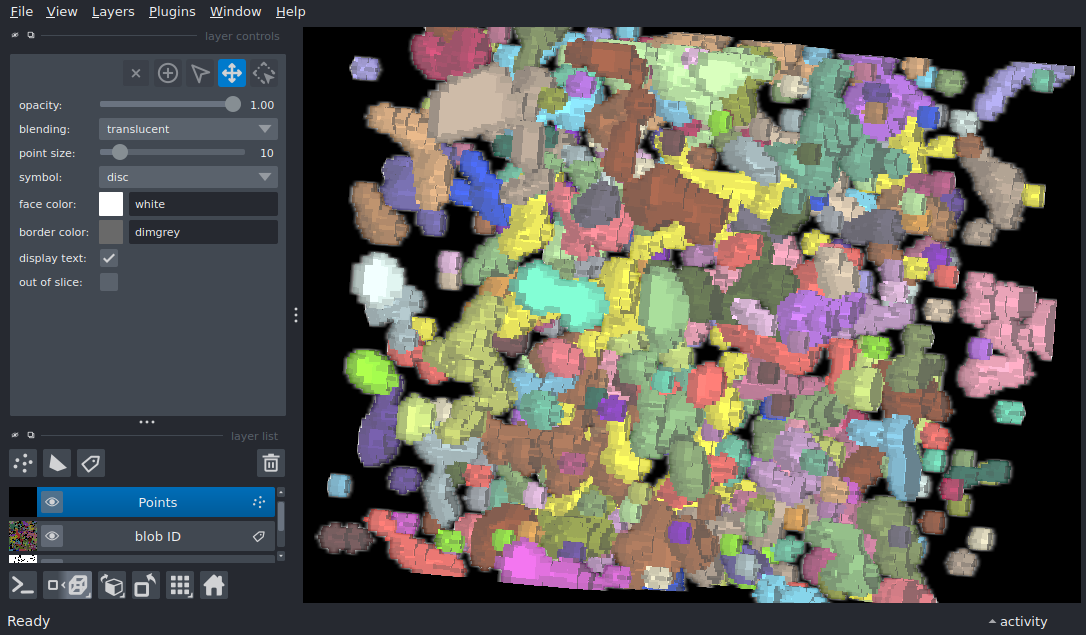 File View Layers Plugins Window Help
layer controls
opacity: 1.00
blending: translucent
point size: 10
symbol: disc
face color: white
border color: dimgrey
display text:
out of slice:
layer list
Points
blob ID
Ready activity